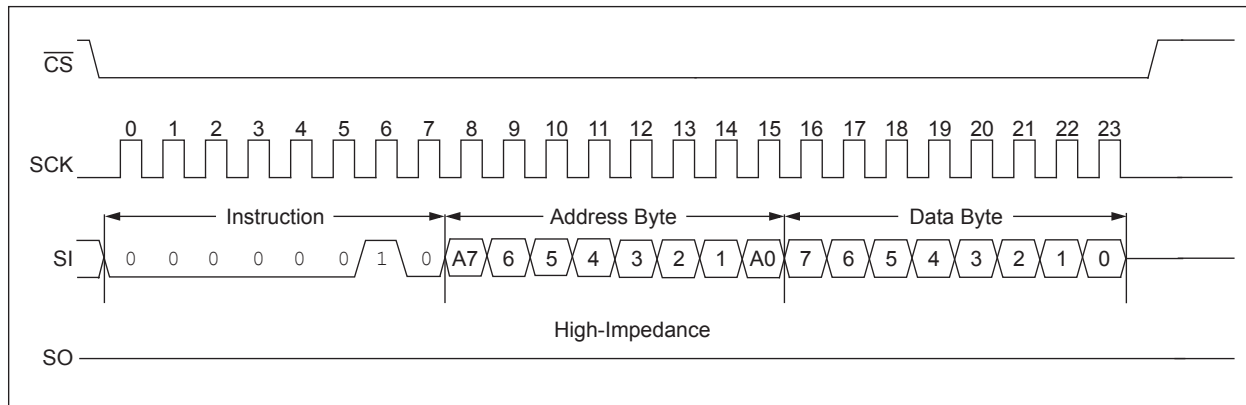 CS
0 1 2 3 4 5 6 7 8 9 10 11 12 13 14 15 16 17 18 19 20 21 22 23
SCK
Instruction Address Byte Data Byte
SI 0 0 0 0 0 0 1 0 A7 6 5 4 3 2 1 A0 7 6 5 4 3 2 1 0
High-Impedance
SO